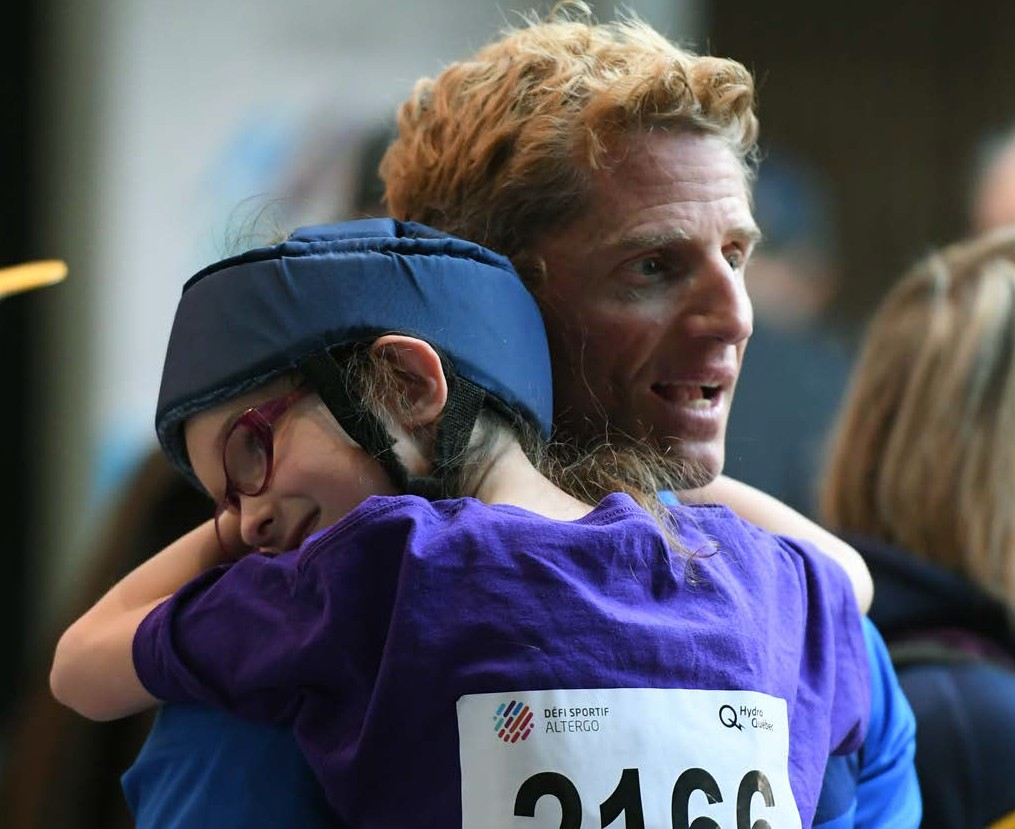 DÉFI SPORTIF
ALTERGO
Hydro
Québec
2166